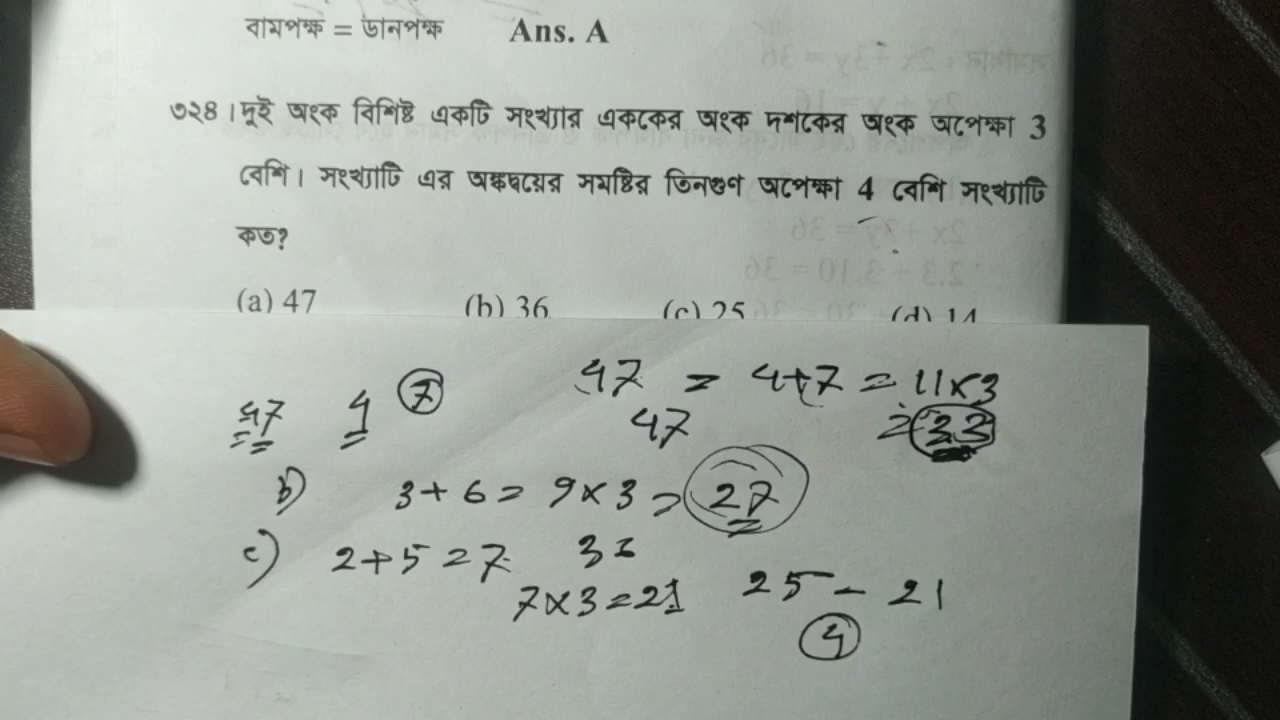 বামপক্ষ = ডানপক্ষ Ans. A
৩২৪। দুই অংক বিশিষ্ট একটি সংখ্যার এককের অংক দশকের অংক অপেক্ষা 3
বেশি। সংখ্যাটি এর অঙ্কদ্বয়ের সমষ্টির তিনগুণ অপেক্ষা 4 বেশি সংখ্যাটি
কত?
(a) 47 (b) 36 (c) 25 (d) 14
47 4 7 47 = 4+7 = 11×3
47 = 33
b) 3+6= 9×3 = 27
c) 2+5=7 3×
7×3=21 25 - 21
4